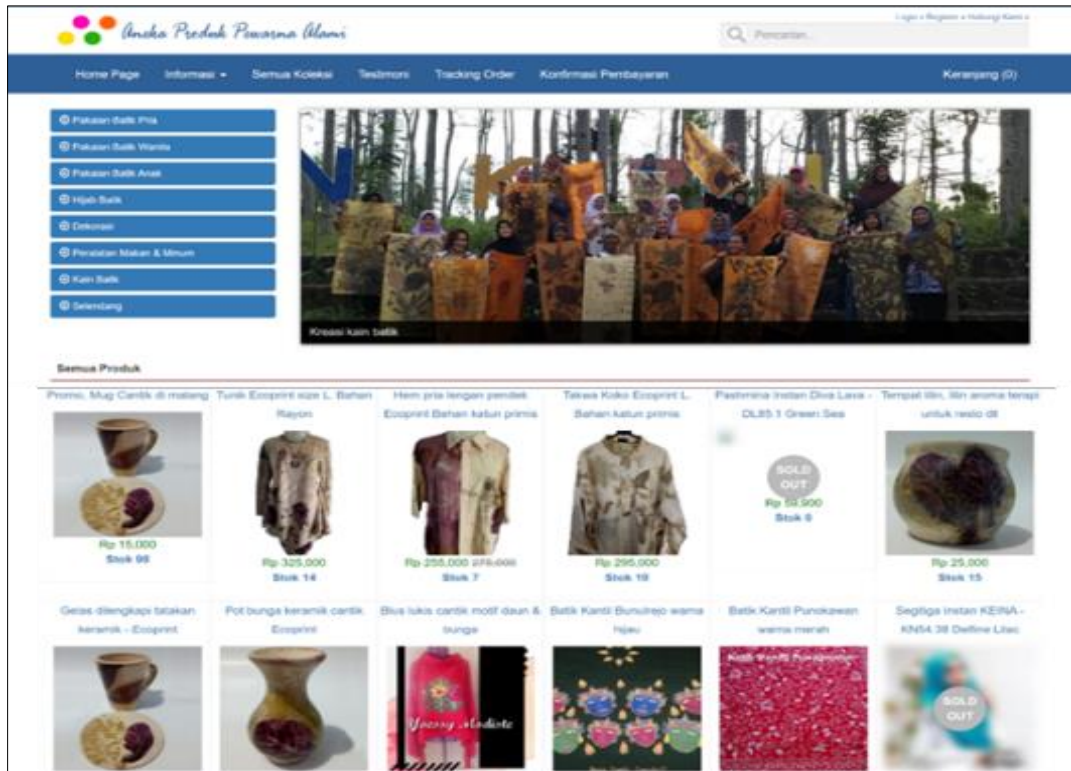 Aneka Produk Pewarna Alami
Login • Register • Hubungi Kami •
Pencarian...
Home Page
Informasi
Semua Koleksi
Testimoni
Tracking Order
Konfirmasi Pembayaran
Keranjang (0)
Pakaian Batik Pria
Pakaian Batik Wanita
Pakaian Batik Anak
Hijab Batik
Dekorasi
Peralatan Makan & Minum
Kain Batik
Selendang
Kreasi kain batik
Semua Produk
Promo, Mug Cantik di malang
Tunik Ecoprint size L. Bahan
Rayon
Hem pria lengan pendek
Ecoprint Bahan katun primis
Takwa Koko Ecoprint L.
Bahan katun primis
Pashmina Instan Diva Lava -
DL85.1 Green Sea
Tempat lilin, lilin aroma terapi
untuk resto dll
SOLD
OUT
Rp 15,000
Stok 98
Rp 325,000
Stok 14
Rp 255,000 275,000
Stok 7
Rp 295,000
Stok 19
Rp 59,900
Stok 0
Rp 25,000
Stok 15
Gelas dilengkapi tatakan
keramik - Ecoprint
Pot bunga keramik cantik
Ecoprint
Blus lukis cantik motif daun &
bunga
Batik Kantil Bunulrejo warna
hijau
Batik Kantil Punokawan
warna merah
Segitiga Instan KEINA -
KN54.38 Delfine Lilac
Yuessy Modiste
SOLD
OUT